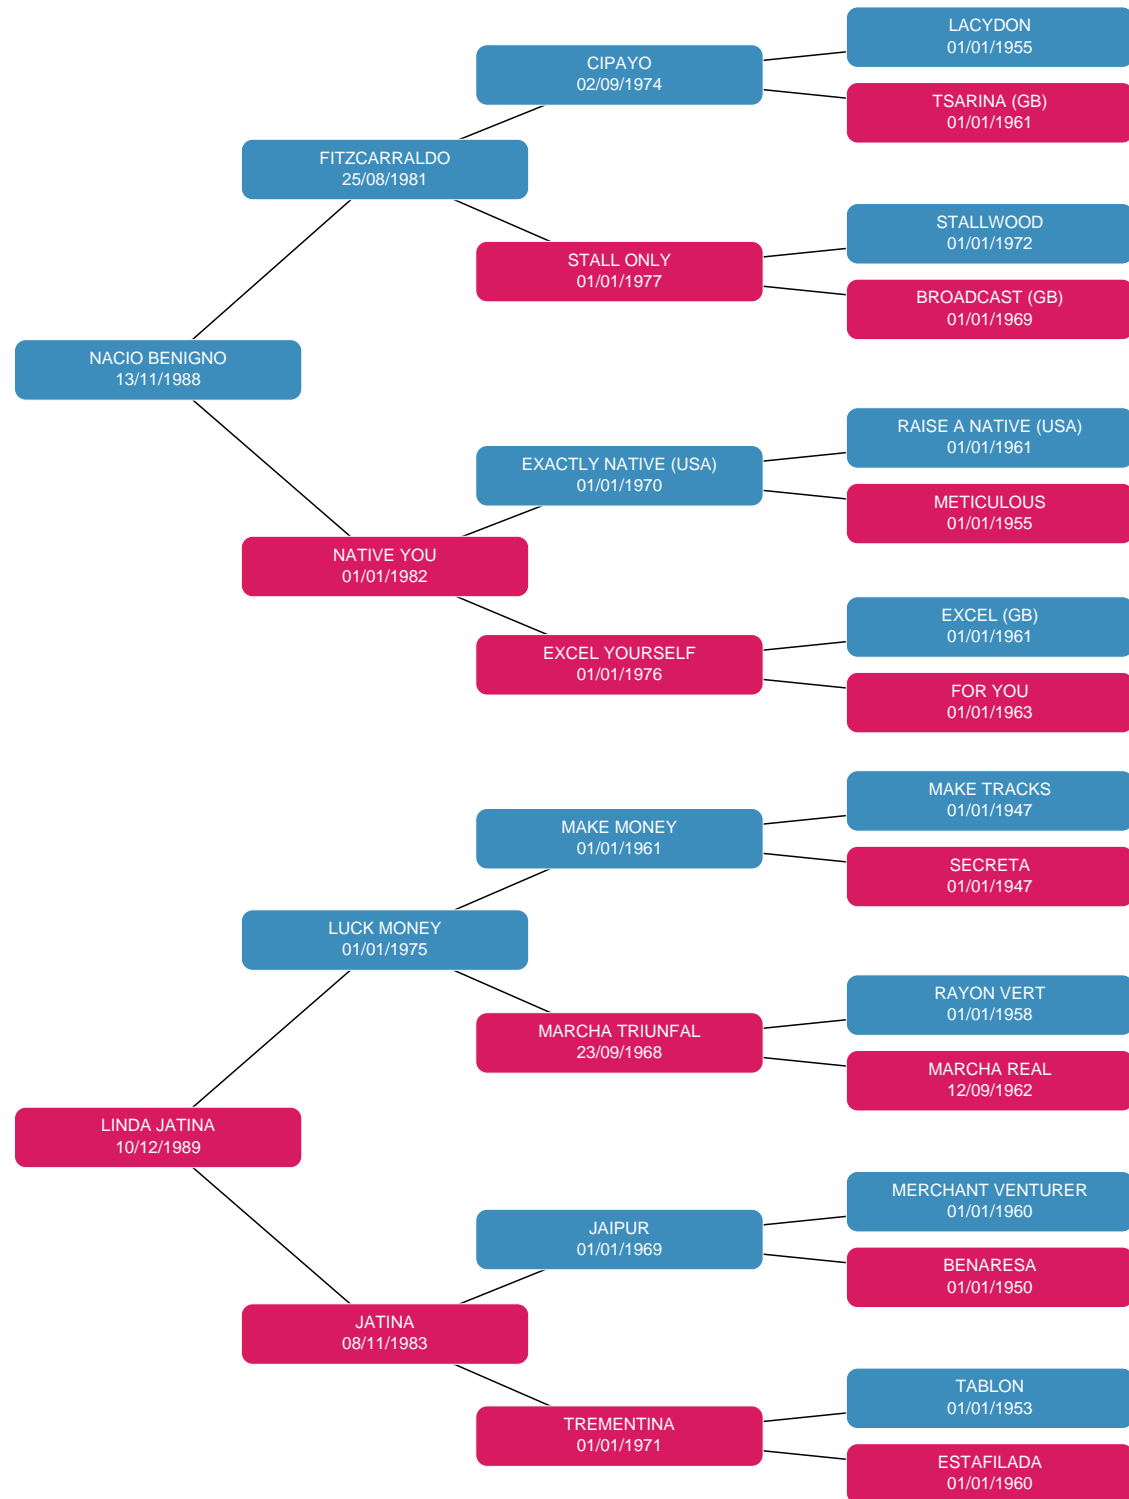 LACYDON
01/01/1955
CIPAYO
02/09/1974
TSARINA (GB)
01/01/1961
FITZCARRALDO
25/08/1981
STALLWOOD
01/01/1972
STALL ONLY
01/01/1977
BROADCAST (GB)
01/01/1969
NACIO BENIGNO
13/11/1988
RAISE A NATIVE (USA)
01/01/1961
EXACTLY NATIVE (USA)
01/01/1970
METICULOUS
01/01/1955
NATIVE YOU
01/01/1982
EXCEL (GB)
01/01/1961
EXCEL YOURSELF
01/01/1976
FOR YOU
01/01/1963
MAKE TRACKS
01/01/1947
MAKE MONEY
01/01/1961
SECRETA
01/01/1947
LUCK MONEY
01/01/1975
RAYON VERT
01/01/1958
MARCHA TRIUNFAL
23/09/1968
MARCHA REAL
12/09/1962
LINDA JATINA
10/12/1989
MERCHANT VENTURER
01/01/1960
JAIPUR
01/01/1969
BENARESA
01/01/1950
JATINA
08/11/1983
TABLON
01/01/1953
TREMENTINA
01/01/1971
ESTAFILADA
01/01/1960